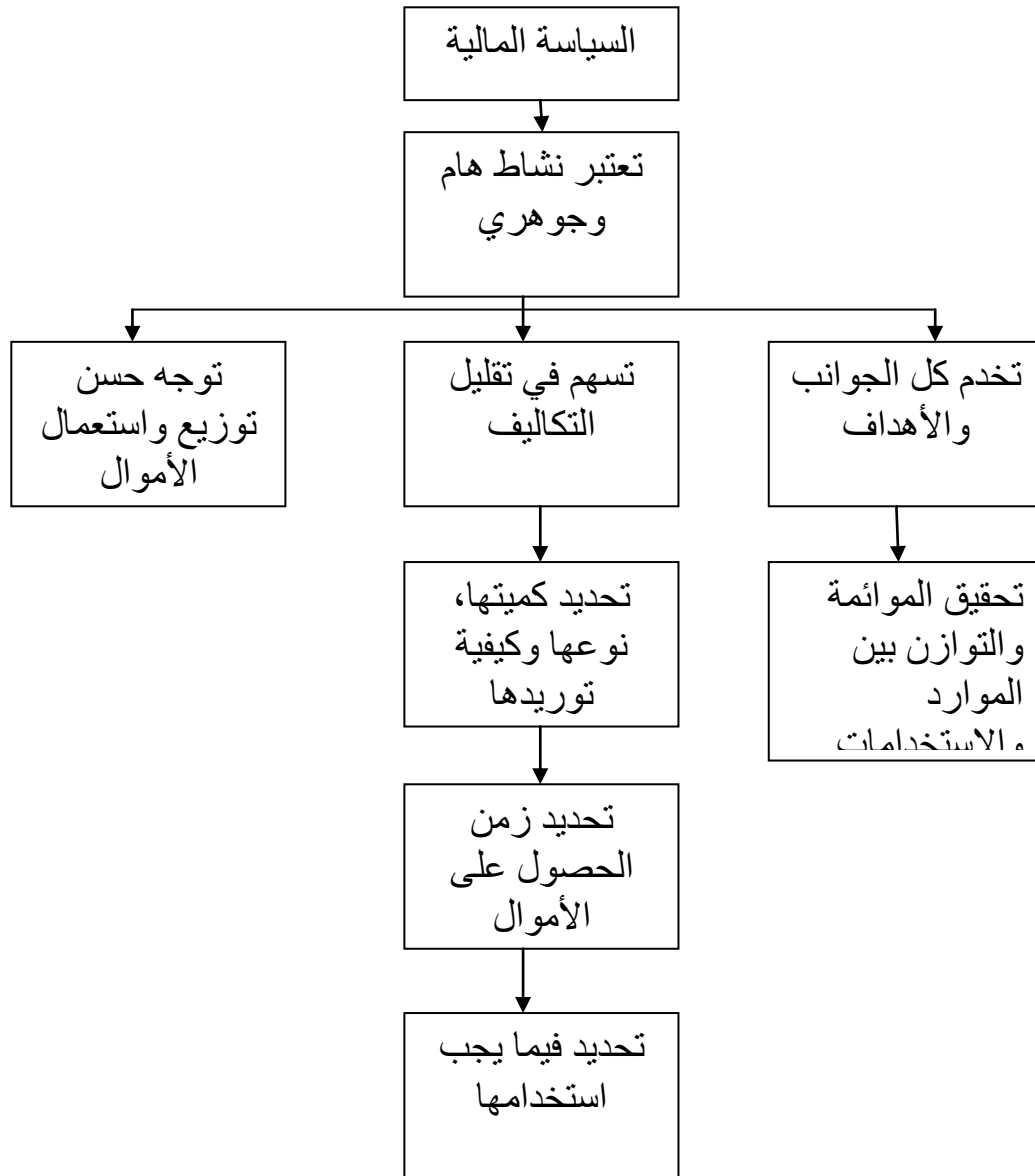 السياسة المالية
تعتبر نشاط هام
وجوهري
تخدم كل الجوانب
والأهداف
تسهم في تقليل
التكاليف
توجه حسن
توزيع واستعمال
الأموال
تحقيق الموائمة
والتوازن بين
الموارد
والاستخدامات
تحديد كميتها،
نوعها وكيفية
توريدها
تحديد زمن
الحصول على
الأموال
تحديد فيما يجب
استخدامها